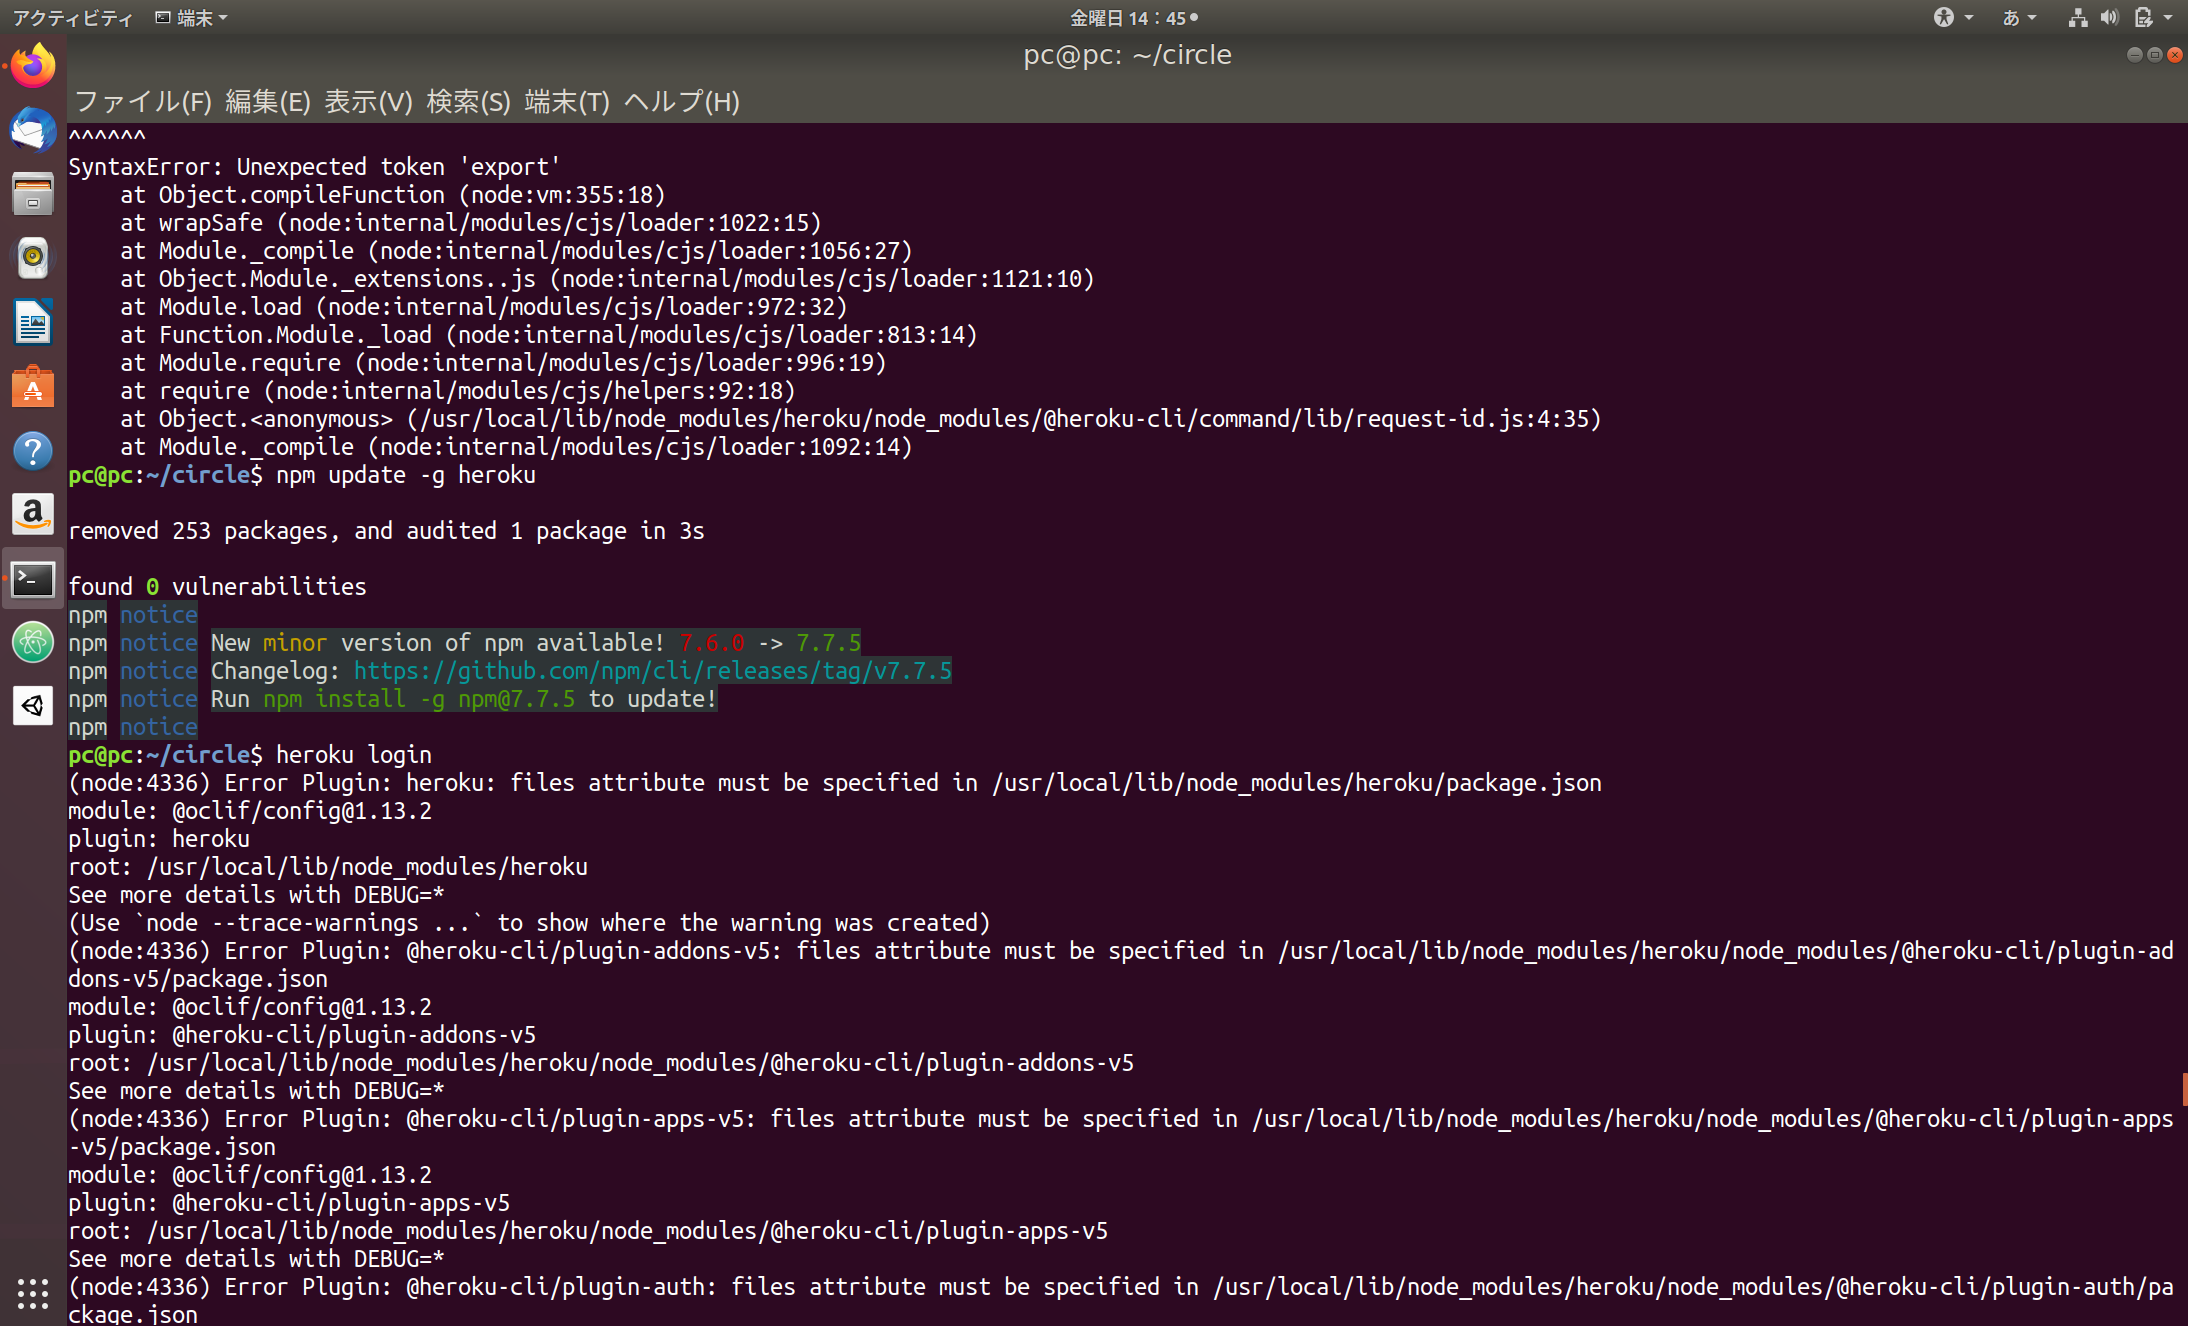 アクティビティ 端末 金曜日 14:45 あ
pc@pc: ~/circle
ファイル(F) 編集(E) 表示(V) 検索(S) 端末(T) ヘルプ(H)
^^^^^^
SyntaxError: Unexpected token 'export'
    at Object.compileFunction (node:vm:355:18)
    at wrapSafe (node:internal/modules/cjs/loader:1022:15)
    at Module._compile (node:internal/modules/cjs/loader:1056:27)
    at Object.Module._extensions..js (node:internal/modules/cjs/loader:1121:10)
    at Module.load (node:internal/modules/cjs/loader:972:32)
    at Function.Module._load (node:internal/modules/cjs/loader:813:14)
    at Module.require (node:internal/modules/cjs/loader:996:19)
    at require (node:internal/modules/cjs/helpers:92:18)
    at Object.<anonymous> (/usr/local/lib/node_modules/heroku/node_modules/@heroku-cli/command/lib/request-id.js:4:35)
    at Module._compile (node:internal/modules/cjs/loader:1092:14)
pc@pc:~/circle$ npm update -g heroku
removed 253 packages, and audited 1 package in 3s
found 0 vulnerabilities
npm notice
npm notice New minor version of npm available! 7.6.0 -> 7.7.5
npm notice Changelog: https://github.com/npm/cli/releases/tag/v7.7.5
npm notice Run npm install -g npm@7.7.5 to update!
npm notice
pc@pc:~/circle$ heroku login
(node:4336) Error Plugin: heroku: files attribute must be specified in /usr/local/lib/node_modules/heroku/package.json
module: @oclif/config@1.13.2
plugin: heroku
root: /usr/local/lib/node_modules/heroku
See more details with DEBUG=*
(Use `node --trace-warnings ...` to show where the warning was created)
(node:4336) Error Plugin: @heroku-cli/plugin-addons-v5: files attribute must be specified in /usr/local/lib/node_modules/heroku/node_modules/@heroku-cli/plugin-ad
dons-v5/package.json
module: @oclif/config@1.13.2
plugin: @heroku-cli/plugin-addons-v5
root: /usr/local/lib/node_modules/heroku/node_modules/@heroku-cli/plugin-addons-v5
See more details with DEBUG=*
(node:4336) Error Plugin: @heroku-cli/plugin-apps-v5: files attribute must be specified in /usr/local/lib/node_modules/heroku/node_modules/@heroku-cli/plugin-apps
-v5/package.json
module: @oclif/config@1.13.2
plugin: @heroku-cli/plugin-apps-v5
root: /usr/local/lib/node_modules/heroku/node_modules/@heroku-cli/plugin-apps-v5
See more details with DEBUG=*
(node:4336) Error Plugin: @heroku-cli/plugin-auth: files attribute must be specified in /usr/local/lib/node_modules/heroku/node_modules/@heroku-cli/plugin-auth/pa
ckage.json